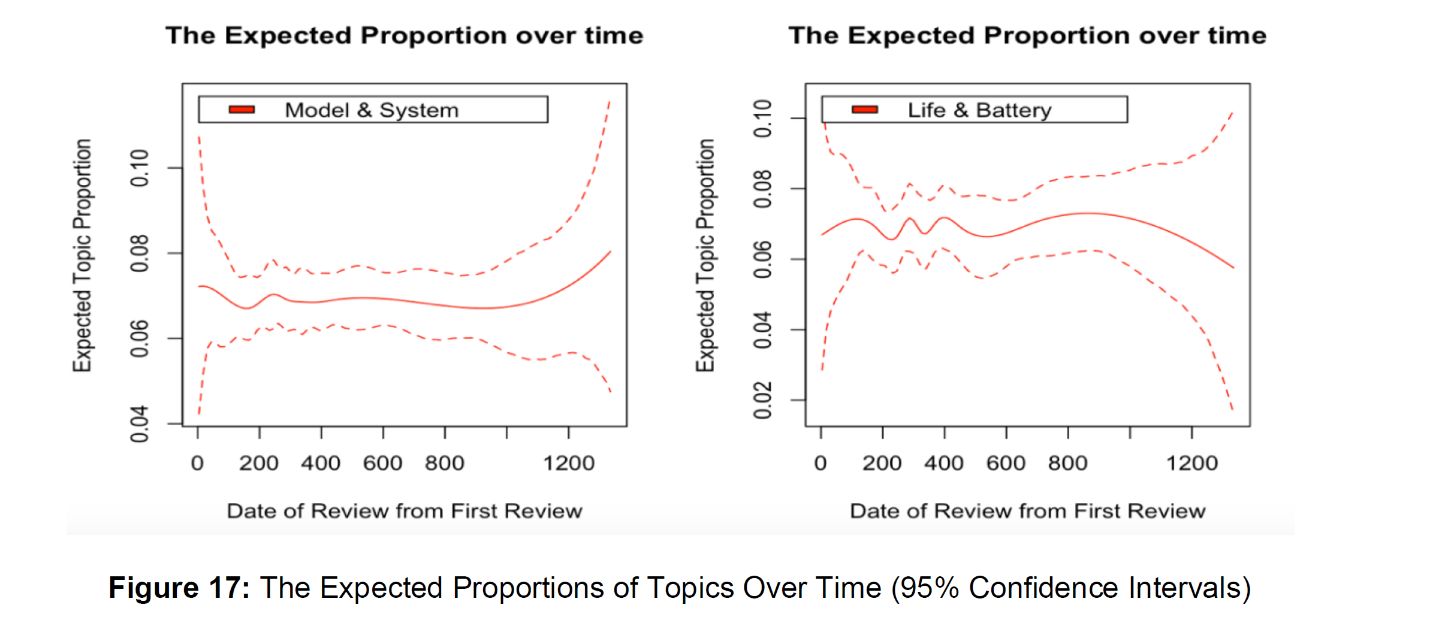 The Expected Proportion over time
Model & System
Expected Topic Proportion
0.10
0.08
0.06
0.04
0 200 400 600 800 1200
Date of Review from First Review
The Expected Proportion over time
Life & Battery
Expected Topic Proportion
0.10
0.08
0.06
0.04
0.02
0 200 400 600 800 1200
Date of Review from First Review
Figure 17: The Expected Proportions of Topics Over Time (95% Confidence Intervals)